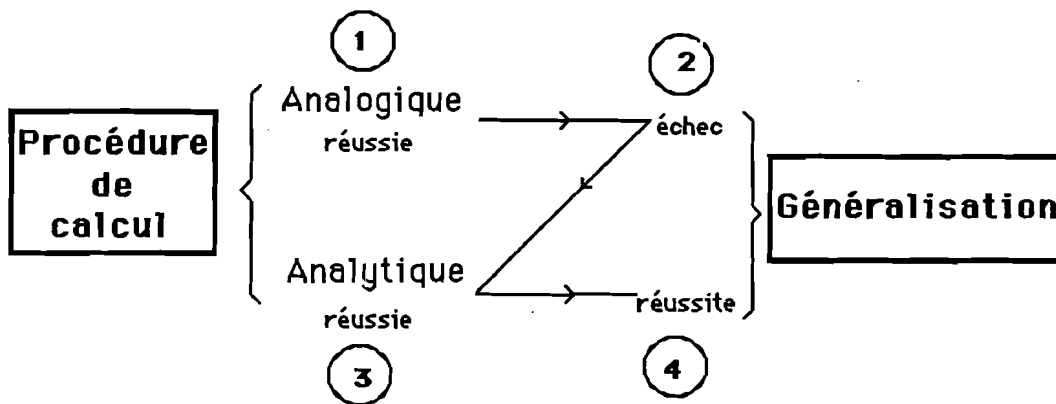 1
2
Analogique
réussie
échec
Procédure
de
calcul
Généralisation
Analytique
réussie
réussite
3
4